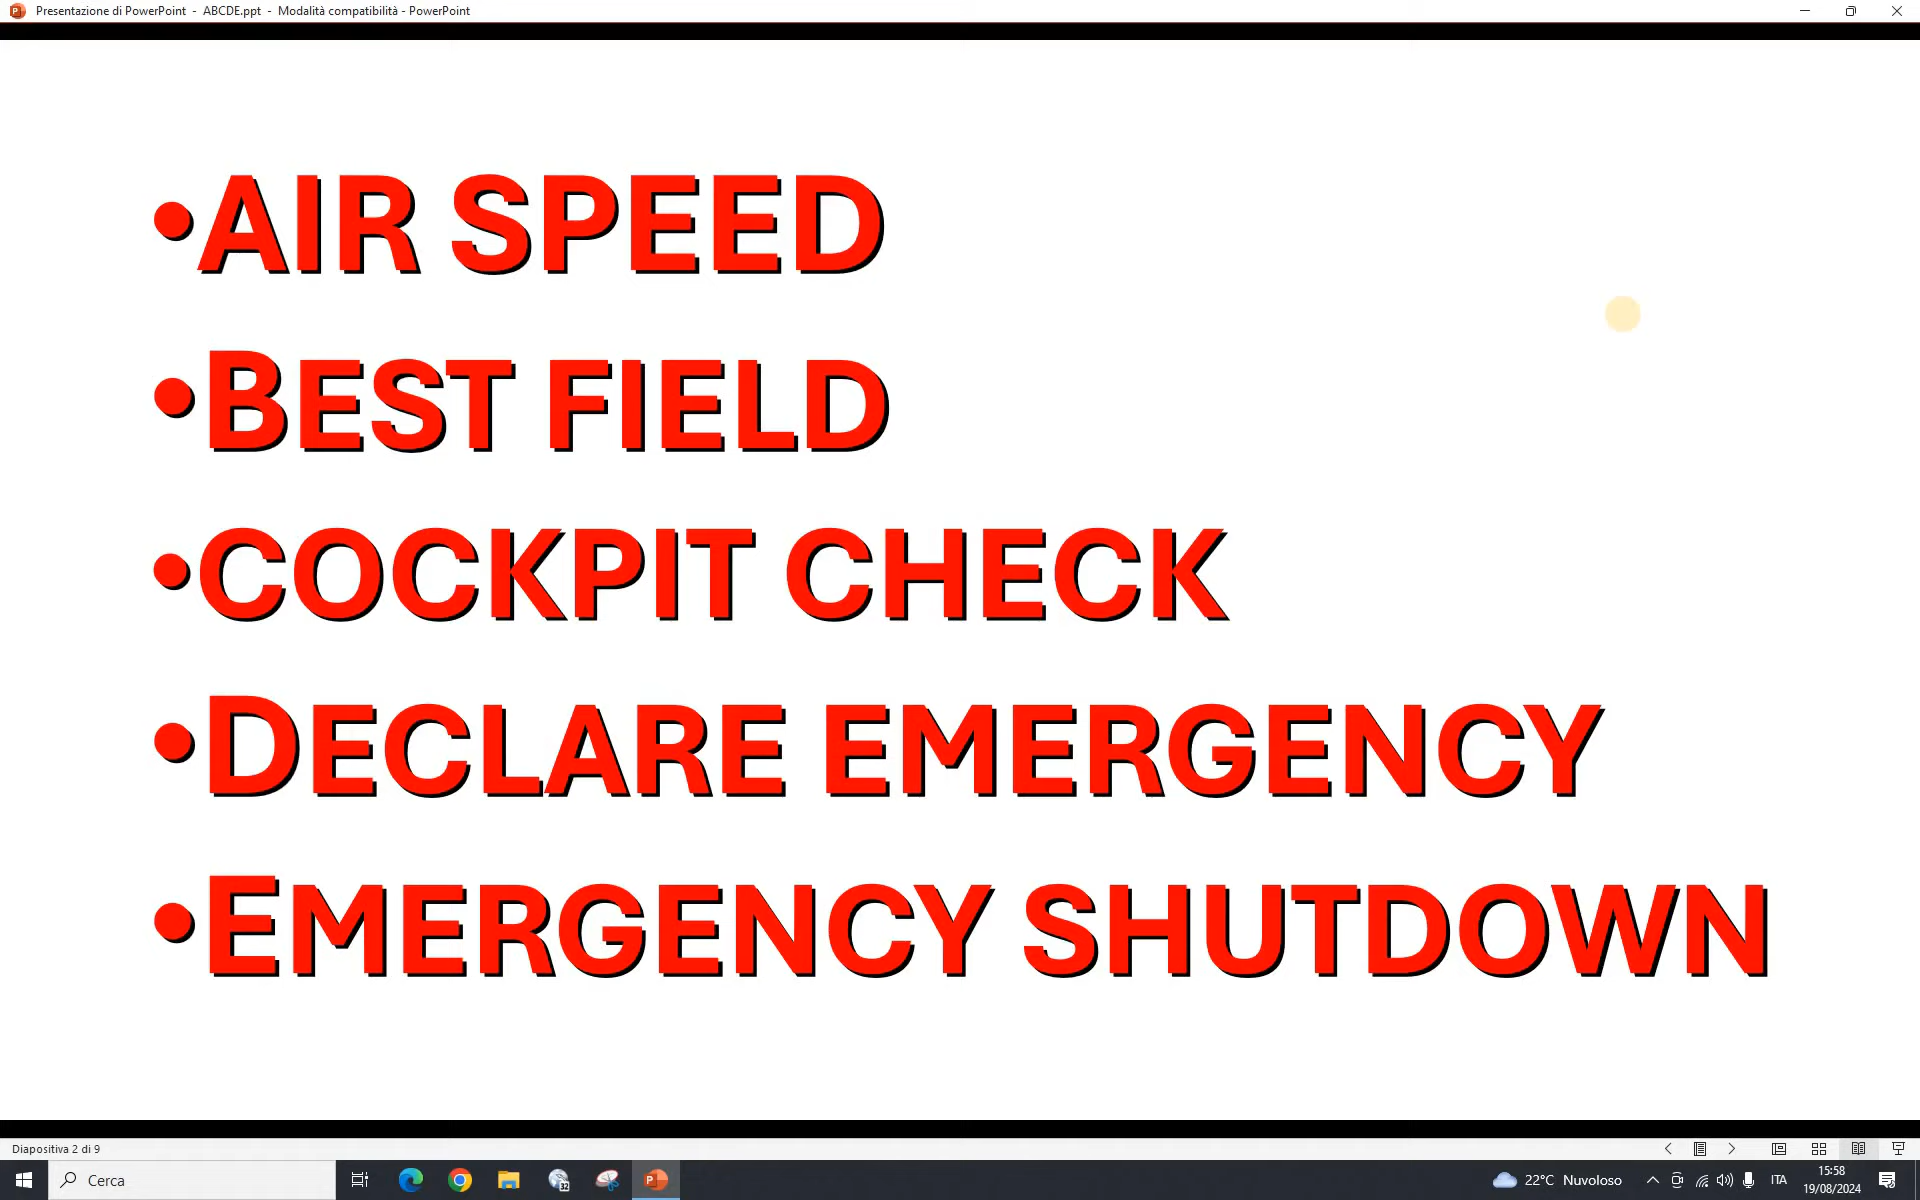 Presentazione di PowerPoint - ABCDE.ppt - Modalità compatibilità - PowerPoint
•AIR SPEED
•BEST FIELD
•COCKPIT CHECK
•DECLARE EMERGENCY
•EMERGENCY SHUTDOWN
Diapositiva 2 di 9
Cerca
32
22°C Nuvoloso
ITA
15:58
19/08/2024